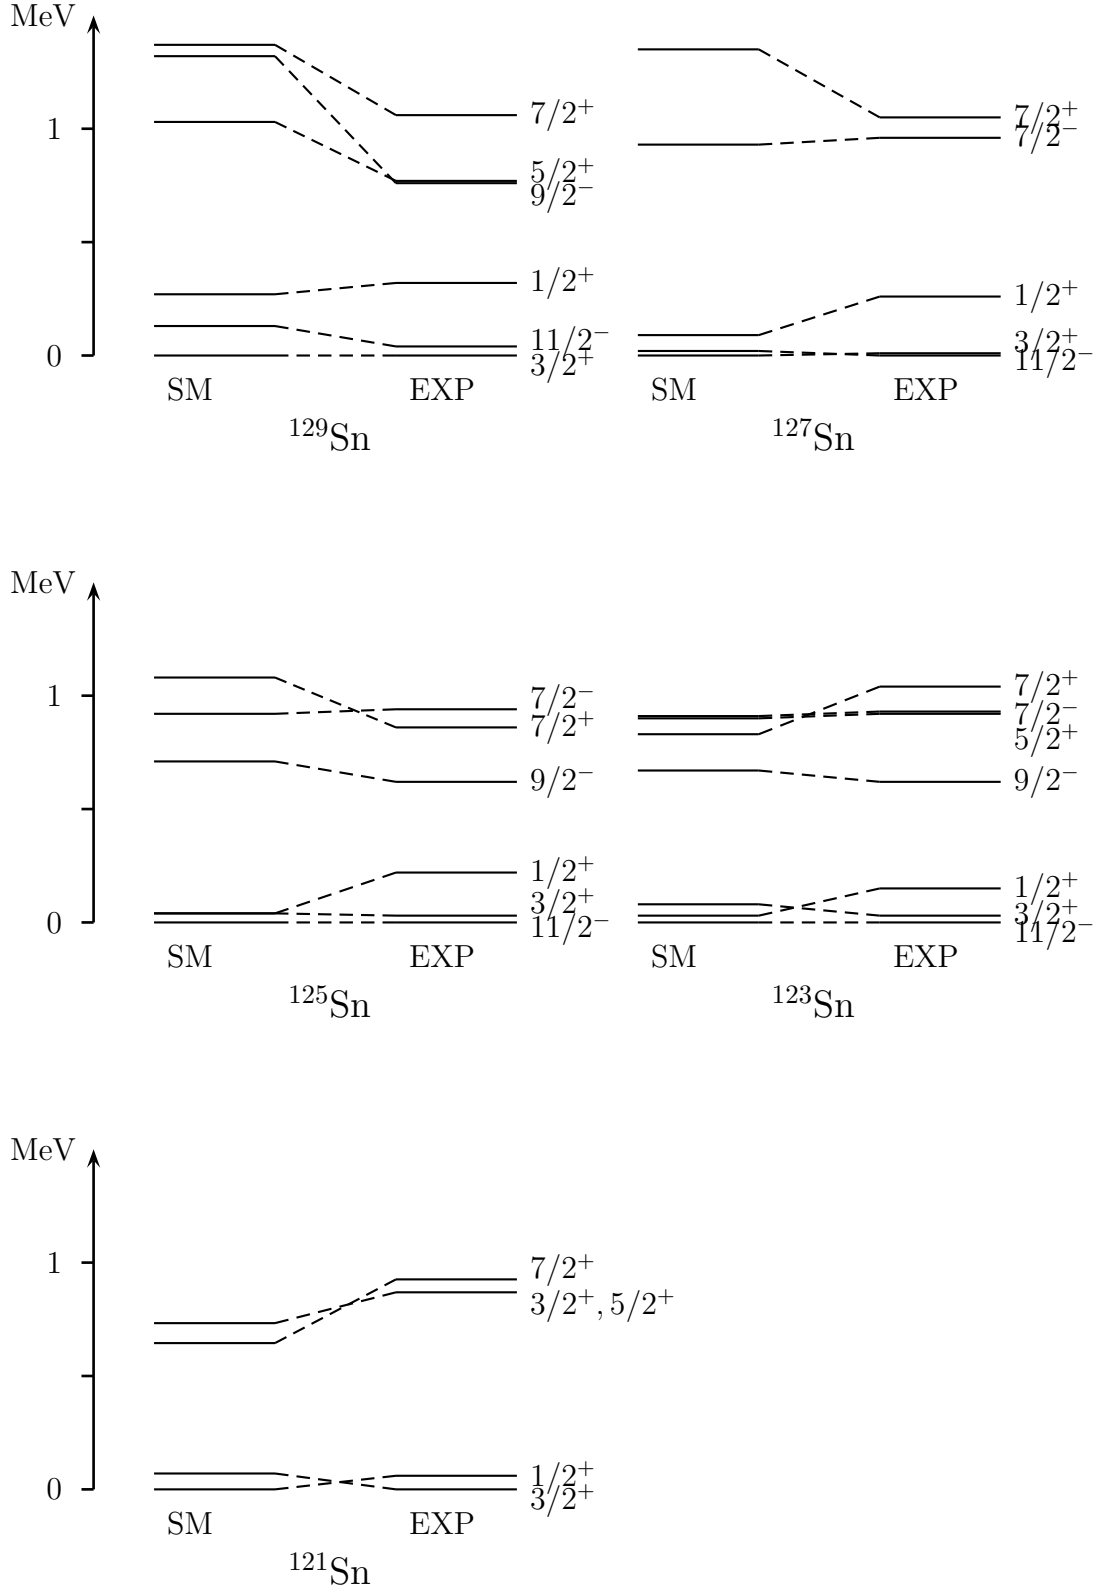 MeV
1
0
7/2⁺
5/2⁺
9/2⁻
1/2⁺
11/2⁻
3/2⁺
SM EXP
¹²⁹Sn
7/2⁺
7/2⁻
1/2⁺
3/2⁺
11/2⁻
SM EXP
¹²⁷Sn
MeV
1
0
7/2⁻
7/2⁺
9/2⁻
1/2⁺
3/2⁺
11/2⁻
SM EXP
¹²⁵Sn
7/2⁺
7/2⁻
5/2⁺
9/2⁻
1/2⁺
3/2⁺
11/2⁻
SM EXP
¹²³Sn
MeV
1
0
7/2⁺
3/2⁺, 5/2⁺
1/2⁺
3/2⁺
SM EXP
¹²¹Sn